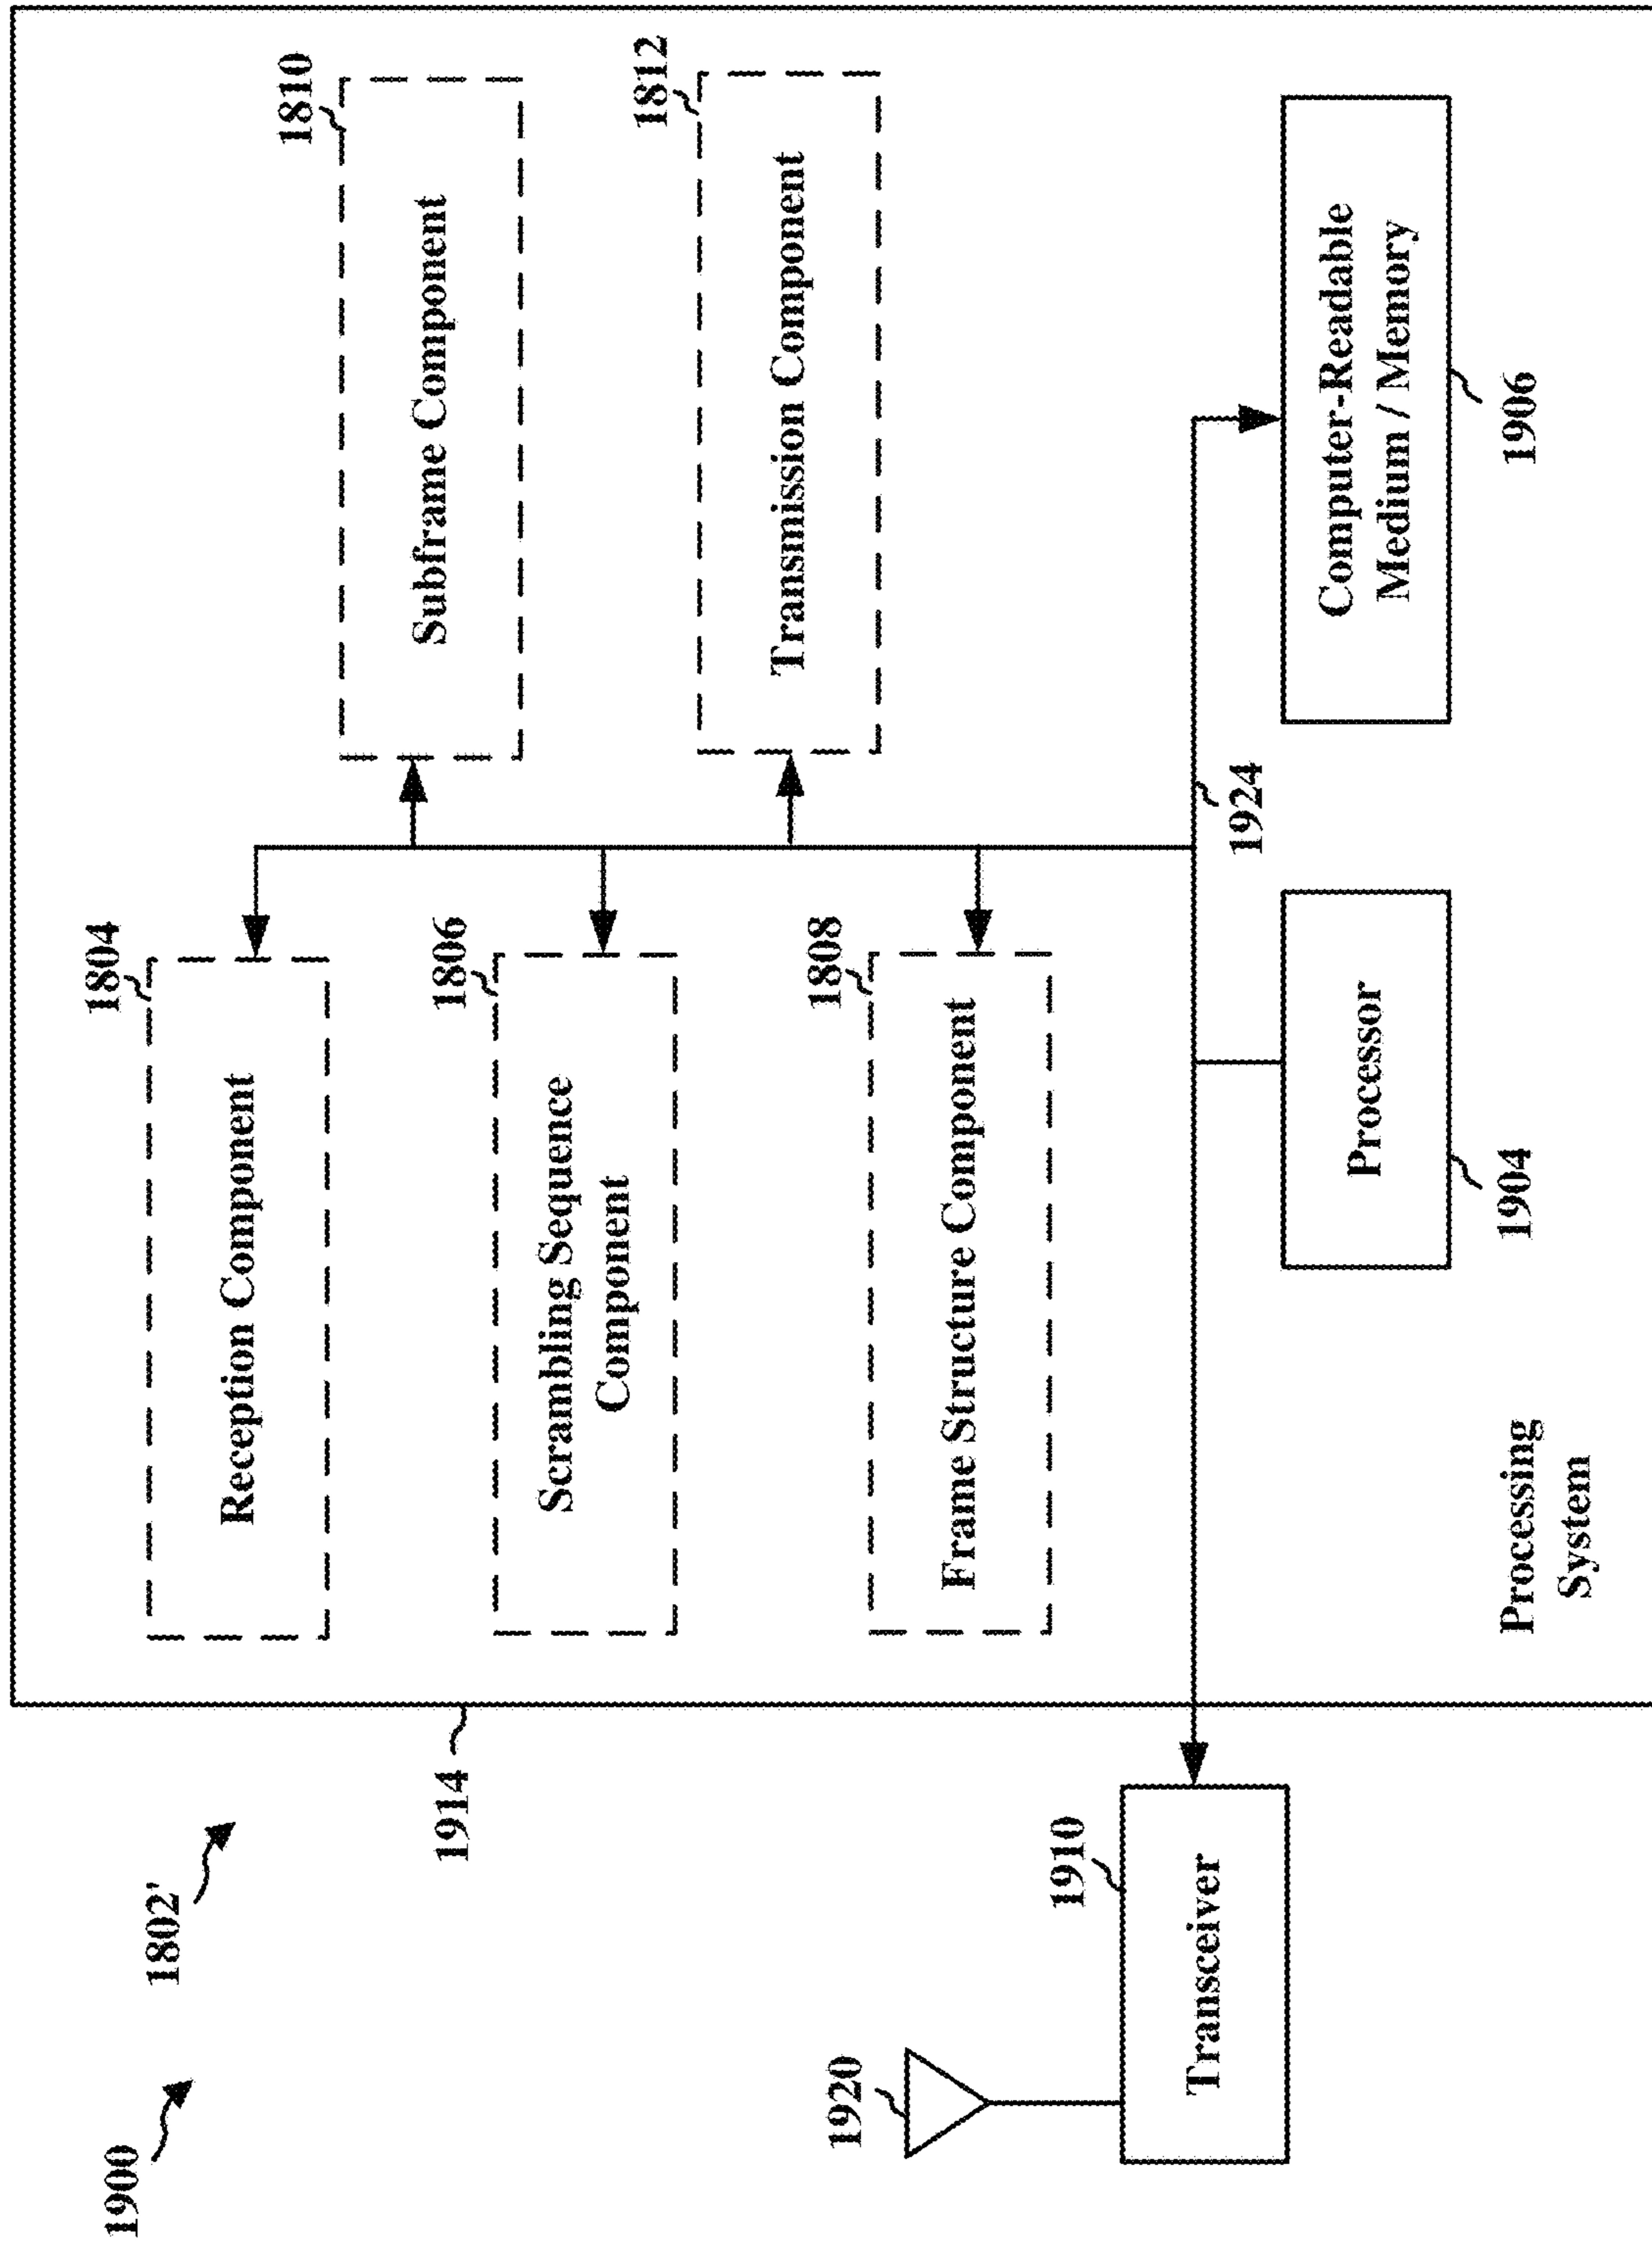 1900
1802'
1914
1804
Reception Component
1810
Subframe Component
1806
Scrambling Sequence
Component
1812
Transmission Component
1808
Frame Structure Component
1920
1910
Transceiver
1924
Processor
1904
Computer-Readable
Medium / Memory
1906
Processing
System